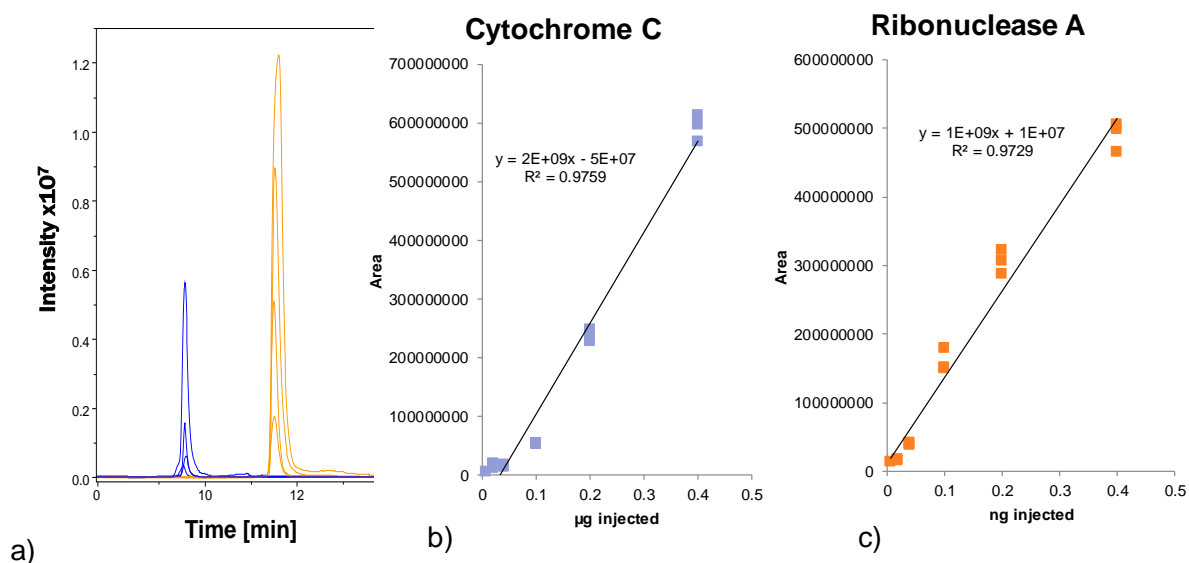 1.2
1.0
0.8
0.6
0.4
0.2
0.0
Intensity x10⁷
0
10
12
Time [min]
a)
Cytochrome C
700000000
600000000
500000000
400000000
300000000
200000000
100000000
0
Area
y = 2E+09x - 5E+07
R² = 0.9759
0
0.1
0.2
0.3
0.4
0.5
µg injected
b)
Ribonuclease A
600000000
500000000
400000000
300000000
200000000
100000000
0
Area
y = 1E+09x + 1E+07
R² = 0.9729
0
0.1
0.2
0.3
0.4
0.5
ng injected
c)